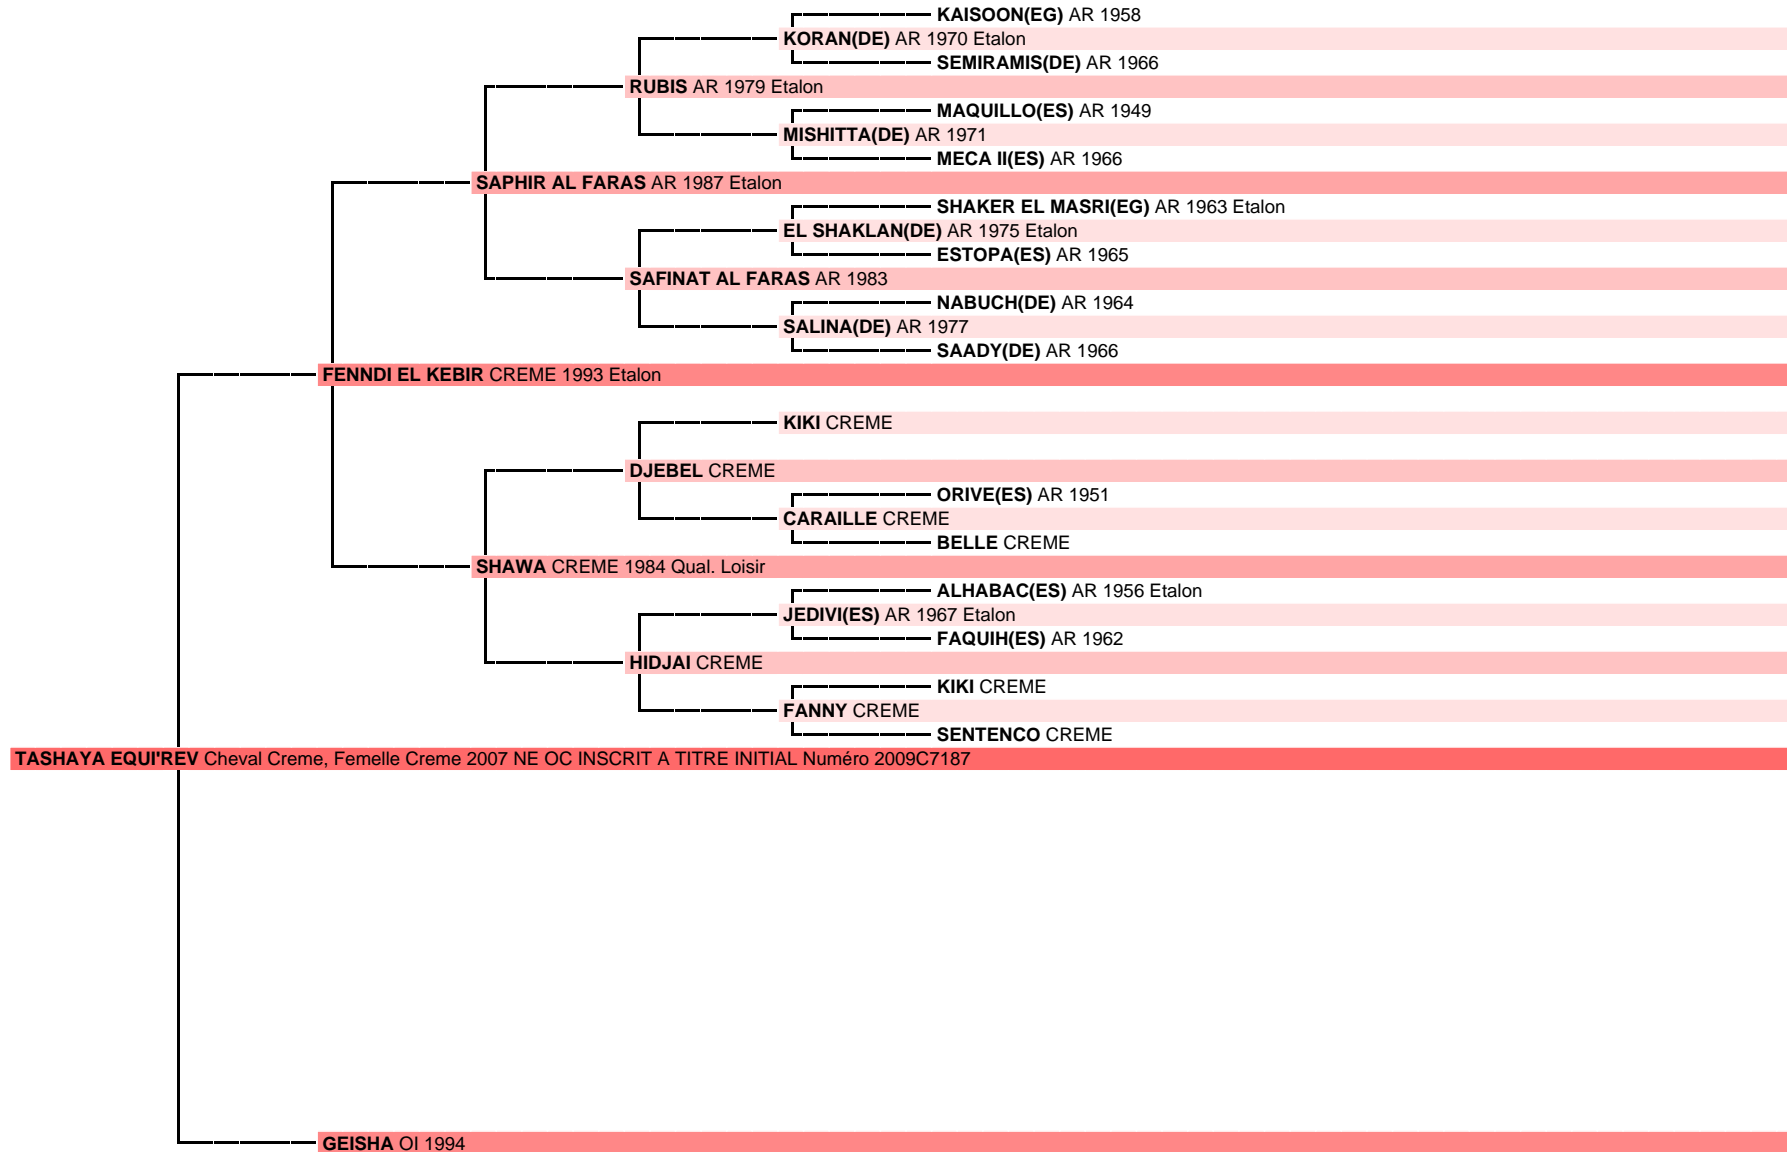 KAISOON(EG) AR 1958
KORAN(DE) AR 1970 Etalon
SEMIRAMIS(DE) AR 1966
RUBIS AR 1979 Etalon
MAQUILLO(ES) AR 1949
MISHITTA(DE) AR 1971
MECA II(ES) AR 1966
SAPHIR AL FARAS AR 1987 Etalon
SHAKER EL MASRI(EG) AR 1963 Etalon
EL SHAKLAN(DE) AR 1975 Etalon
ESTOPA(ES) AR 1965
SAFINAT AL FARAS AR 1983
NABUCH(DE) AR 1964
SALINA(DE) AR 1977
SAADY(DE) AR 1966
FENNDI EL KEBIR CREME 1993 Etalon
KIKI CREME
DJEBEL CREME
ORIVE(ES) AR 1951
CARAILLE CREME
BELLE CREME
SHAWA CREME 1984 Qual. Loisir
ALHABAC(ES) AR 1956 Etalon
JEDIVI(ES) AR 1967 Etalon
FAQUIH(ES) AR 1962
HIDJAI CREME
KIKI CREME
FANNY CREME
SENTENCO CREME
TASHAYA EQUI'REV Cheval Creme, Femelle Creme 2007 NE OC INSCRIT A TITRE INITIAL Numéro 2009C7187
GEISHA OI 1994